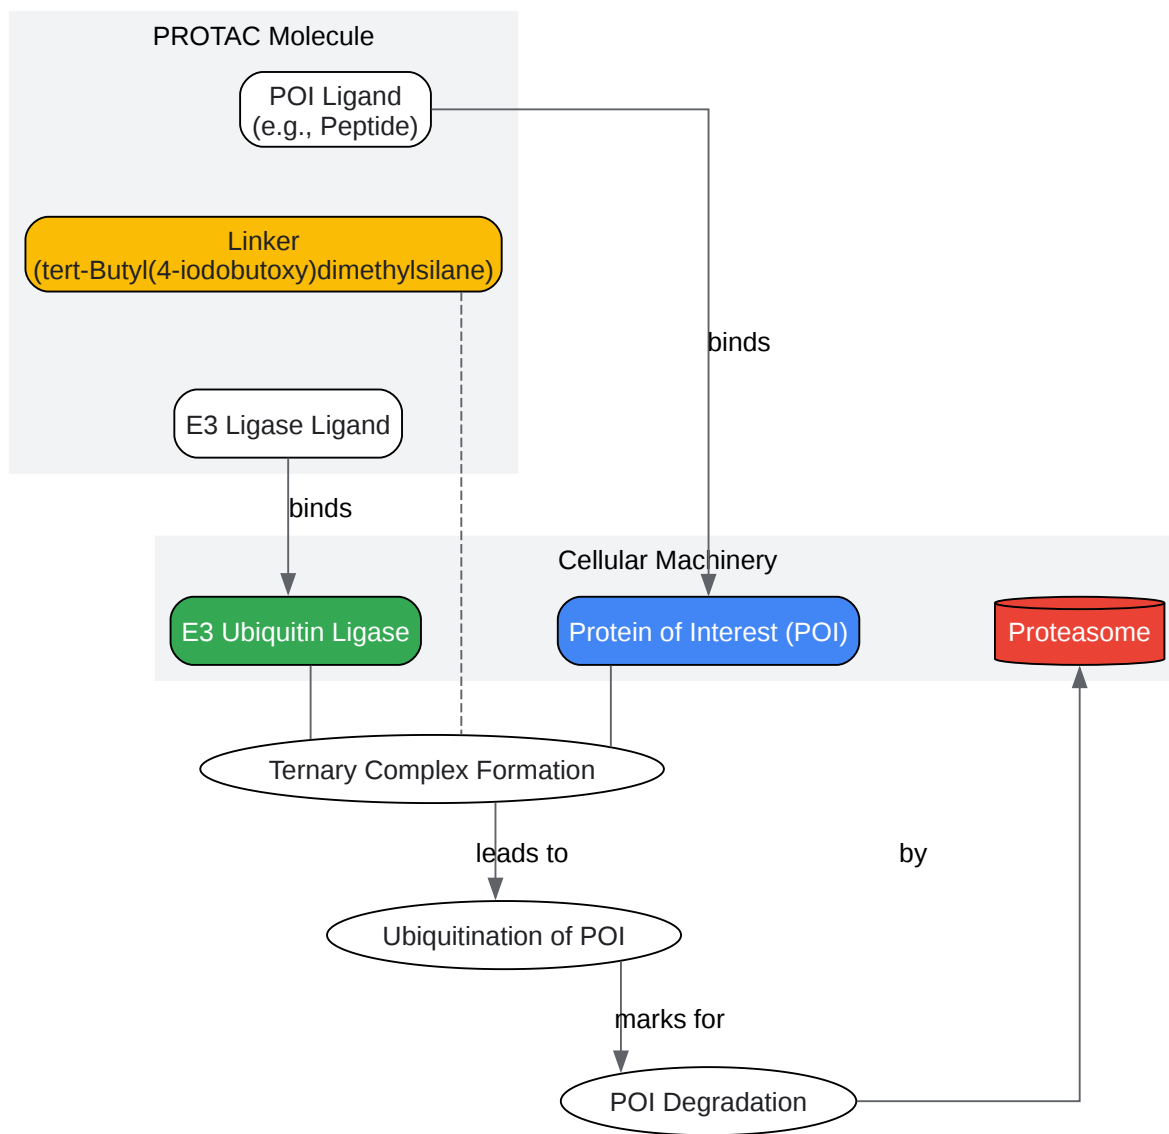 PROTAC Molecule
POI Ligand
(e.g., Peptide)
Linker
(tert-Butyl(4-iodobutoxy)dimethylsilane)
binds
E3 Ligase Ligand
binds
Cellular Machinery
E3 Ubiquitin Ligase
Protein of Interest (POI)
Proteasome
Ternary Complex Formation
leads to
by
Ubiquitination of POI
marks for
POI Degradation